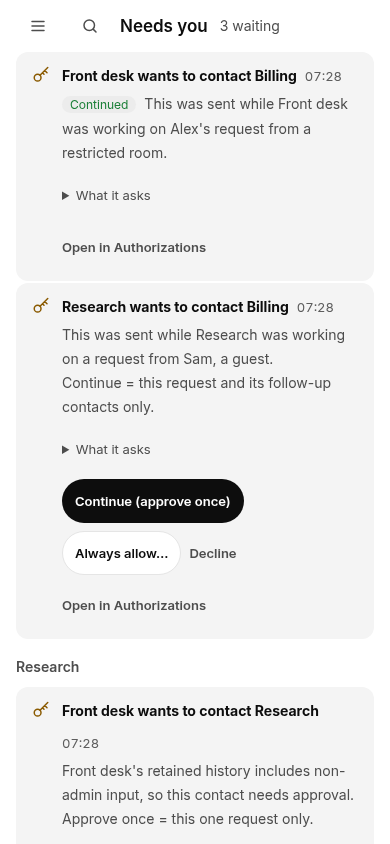 Needs you 3 waiting
Front desk wants to contact Billing 07:28
Continued This was sent while Front desk
was working on Alex's request from a
restricted room.
What it asks
Open in Authorizations
Research wants to contact Billing 07:28
This was sent while Research was working
on a request from Sam, a guest.
Continue = this request and its follow-up
contacts only.
What it asks
Continue (approve once)
Always allow... Decline
Open in Authorizations
Research
Front desk wants to contact Research
07:28
Front desk's retained history includes non-
admin input, so this contact needs approval.
Approve once = this one request only.